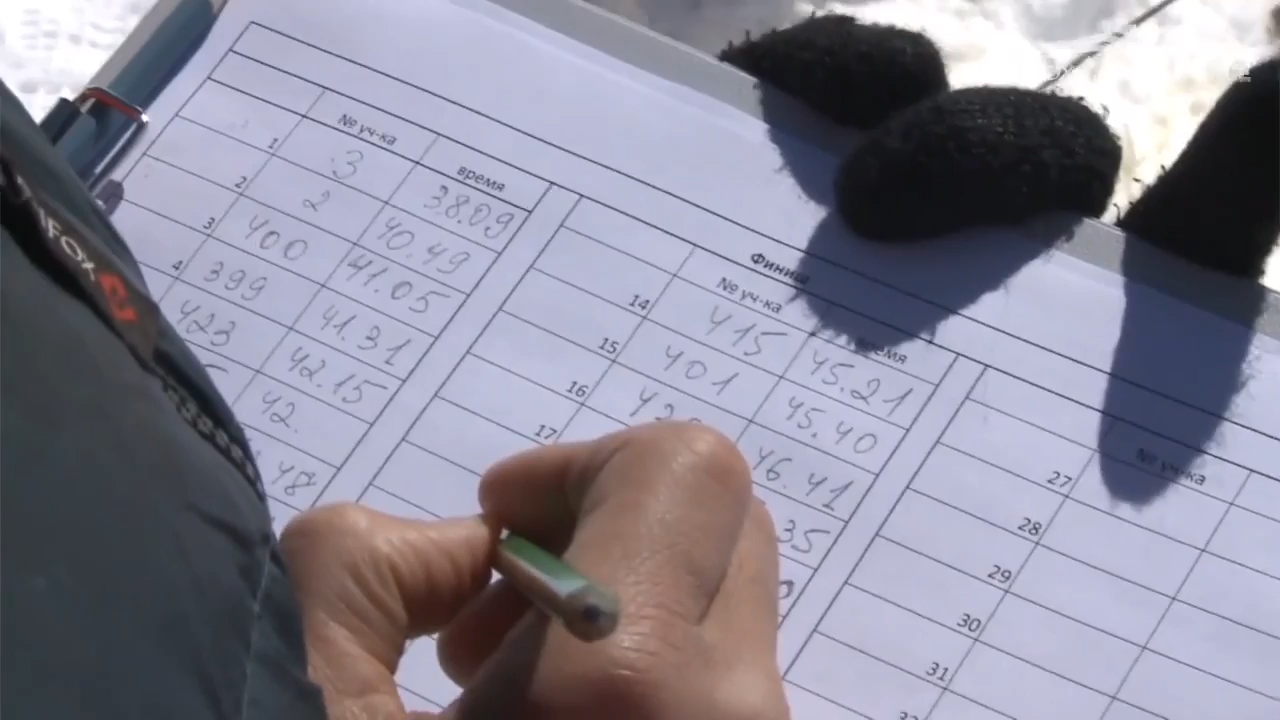 № уч-ка время
1 3 38.09
2 2 40.49
3 400 41.05
4 399 41.31
423 42.15
42.
48
Финиш
№ уч-ка
14 415 45.21
15 401 45.40
16 46.41
17 35
№ уч-ка
27
28
29
30
31
FOX